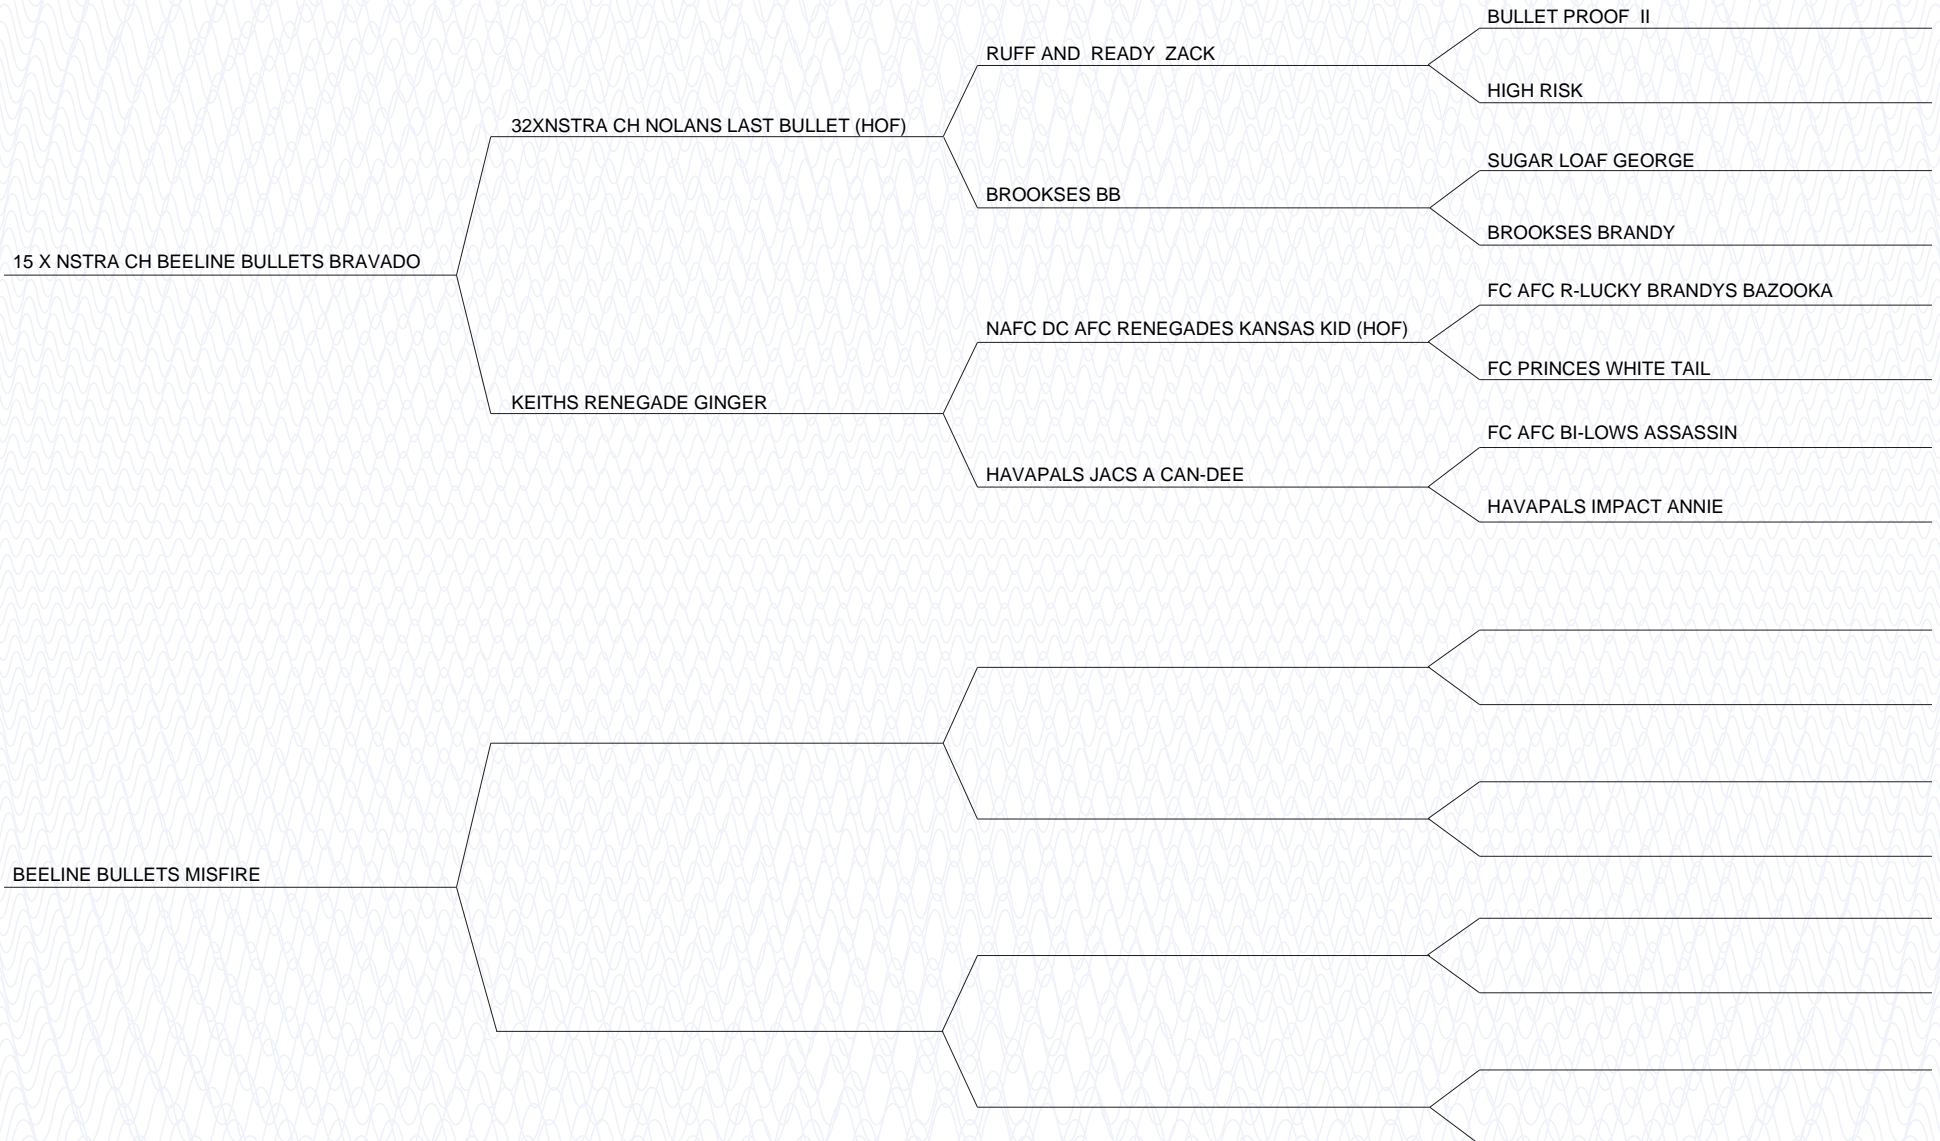 BULLET PROOF  II
RUFF AND  READY  ZACK
HIGH RISK
32XNSTRA CH NOLANS LAST BULLET (HOF)
SUGAR LOAF GEORGE
BROOKSES BB
BROOKSES BRANDY
15 X NSTRA CH BEELINE BULLETS BRAVADO
FC AFC R-LUCKY BRANDYS BAZOOKA
NAFC DC AFC RENEGADES KANSAS KID (HOF)
FC PRINCES WHITE TAIL
KEITHS RENEGADE GINGER
FC AFC BI-LOWS ASSASSIN
HAVAPALS JACS A CAN-DEE
HAVAPALS IMPACT ANNIE
BEELINE BULLETS MISFIRE